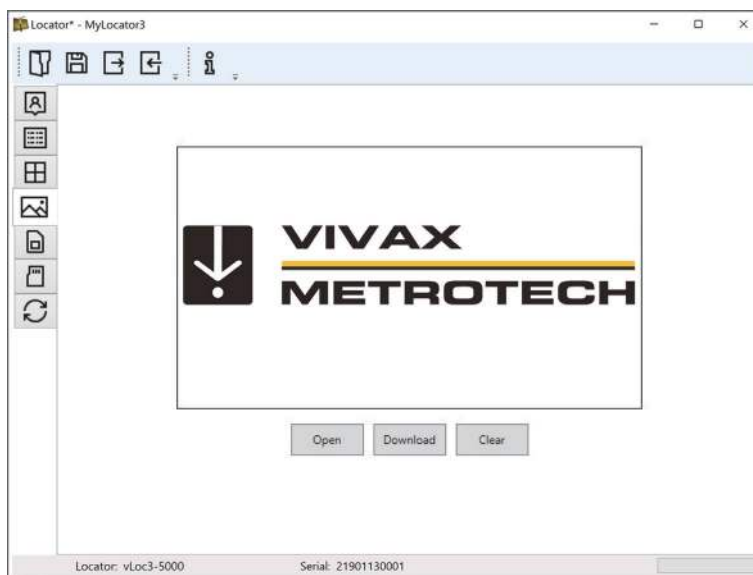 Locator* - MyLocator3
VIVAX
METROTECH
Open Download Clear
Locator: vLoc3-5000 Serial: 21901130001